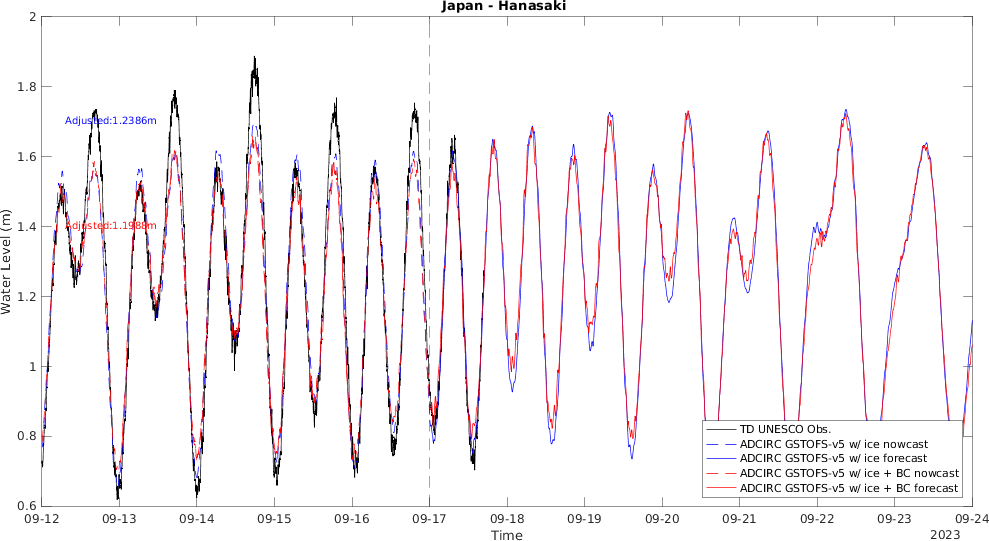 Japan - Hanasaki
2
1.8
1.6
1.4
1.2
1
0.8
0.6
Water Level (m)
Adjusted:1.2386m
Adjusted:1.1988m
TD UNESCO Obs.
ADCIRC GSTOFS-v5 w/ ice nowcast
ADCIRC GSTOFS-v5 w/ ice forecast
ADCIRC GSTOFS-v5 w/ ice + BC nowcast
ADCIRC GSTOFS-v5 w/ ice + BC forecast
09-12 09-13 09-14 09-15 09-16 09-17 09-18 09-19 09-20 09-21 09-22 09-23 09-24
Time
2023